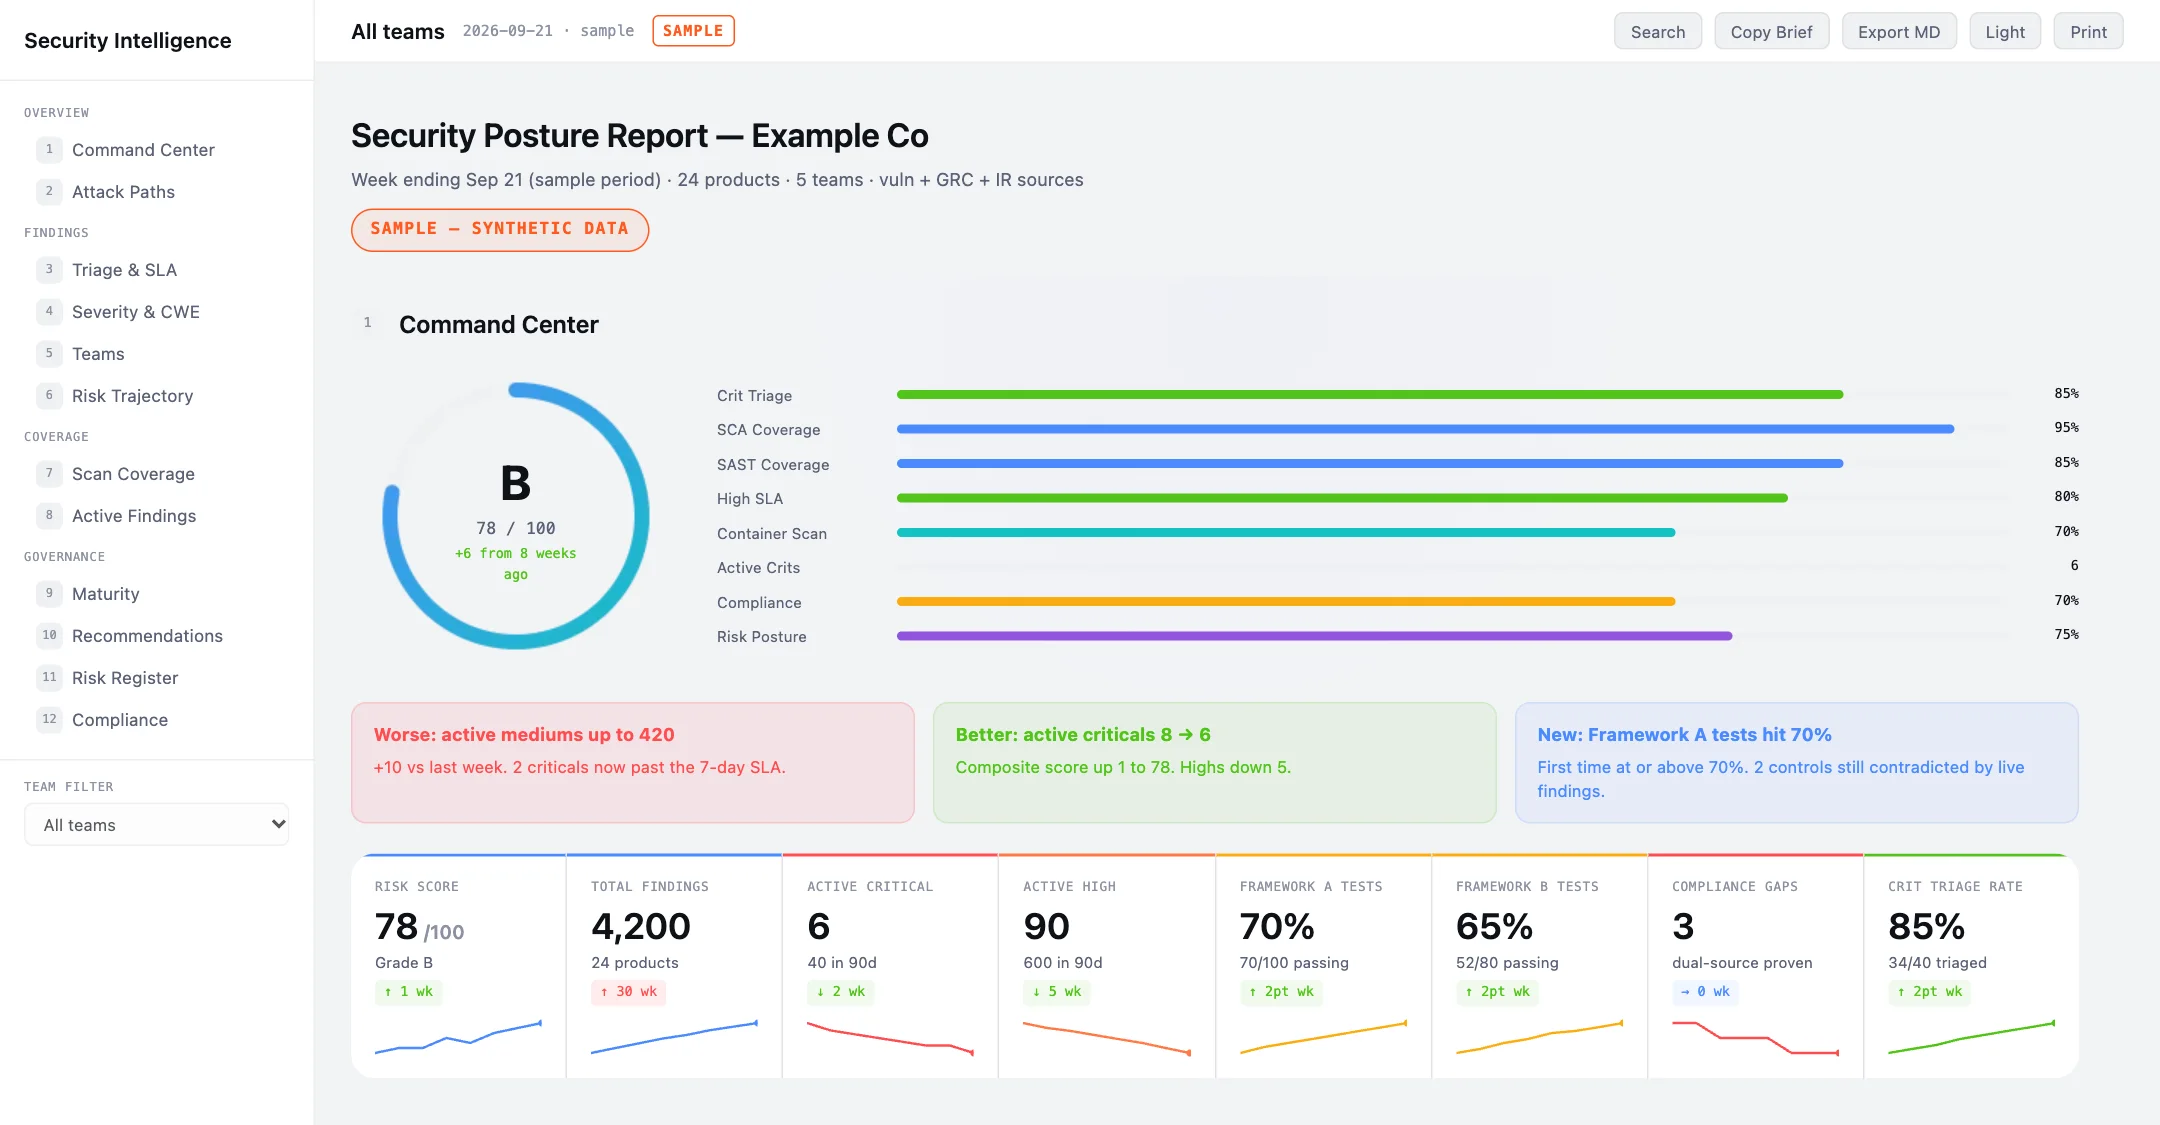 Security Intelligence
OVERVIEW
1 Command Center
2 Attack Paths
FINDINGS
3 Triage & SLA
4 Severity & CWE
5 Teams
6 Risk Trajectory
COVERAGE
7 Scan Coverage
8 Active Findings
GOVERNANCE
9 Maturity
10 Recommendations
11 Risk Register
12 Compliance
TEAM FILTER
All teams
All teams 2026-09-21 · sample SAMPLE
Search Copy Brief Export MD Light Print
Security Posture Report — Example Co
Week ending Sep 21 (sample period) · 24 products · 5 teams · vuln + GRC + IR sources
SAMPLE — SYNTHETIC DATA
1 Command Center
B
78 / 100
+6 from 8 weeks
ago
Crit Triage 85%
SCA Coverage 95%
SAST Coverage 85%
High SLA 80%
Container Scan 70%
Active Crits 6
Compliance 70%
Risk Posture 75%
Worse: active mediums up to 420
+10 vs last week. 2 criticals now past the 7-day SLA.
Better: active criticals 8 → 6
Composite score up 1 to 78. Highs down 5.
New: Framework A tests hit 70%
First time at or above 70%. 2 controls still contradicted by live
findings.
RISK SCORE
78 /100
Grade B
↑ 1 wk
TOTAL FINDINGS
4,200
24 products
↑ 30 wk
ACTIVE CRITICAL
6
40 in 90d
↓ 2 wk
ACTIVE HIGH
90
600 in 90d
↓ 5 wk
FRAMEWORK A TESTS
70%
70/100 passing
↑ 2pt wk
FRAMEWORK B TESTS
65%
52/80 passing
↑ 2pt wk
COMPLIANCE GAPS
3
dual-source proven
→ 0 wk
CRIT TRIAGE RATE
85%
34/40 triaged
↑ 2pt wk